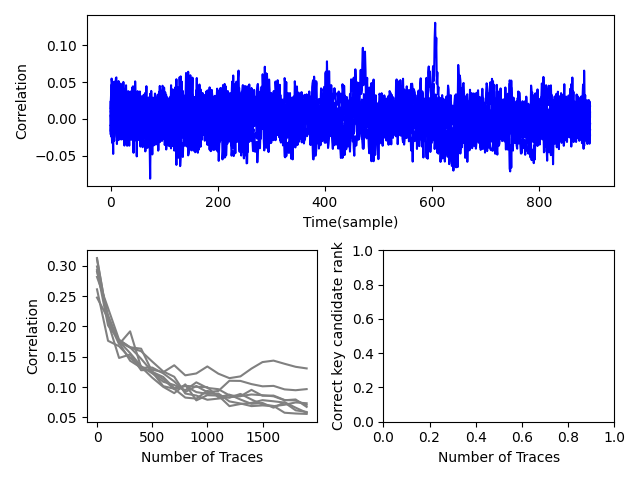 0.10
0.05
0.00
−0.05
Correlation
0 200 400 600 800
Time(sample)
0.30
0.25
0.20
0.15
0.10
0.05
Correlation
0 500 1000 1500
Number of Traces
1.0
0.8
0.6
0.4
0.2
0.0
Correct key candidate rank
0.0 0.2 0.4 0.6 0.8 1.0
Number of Traces